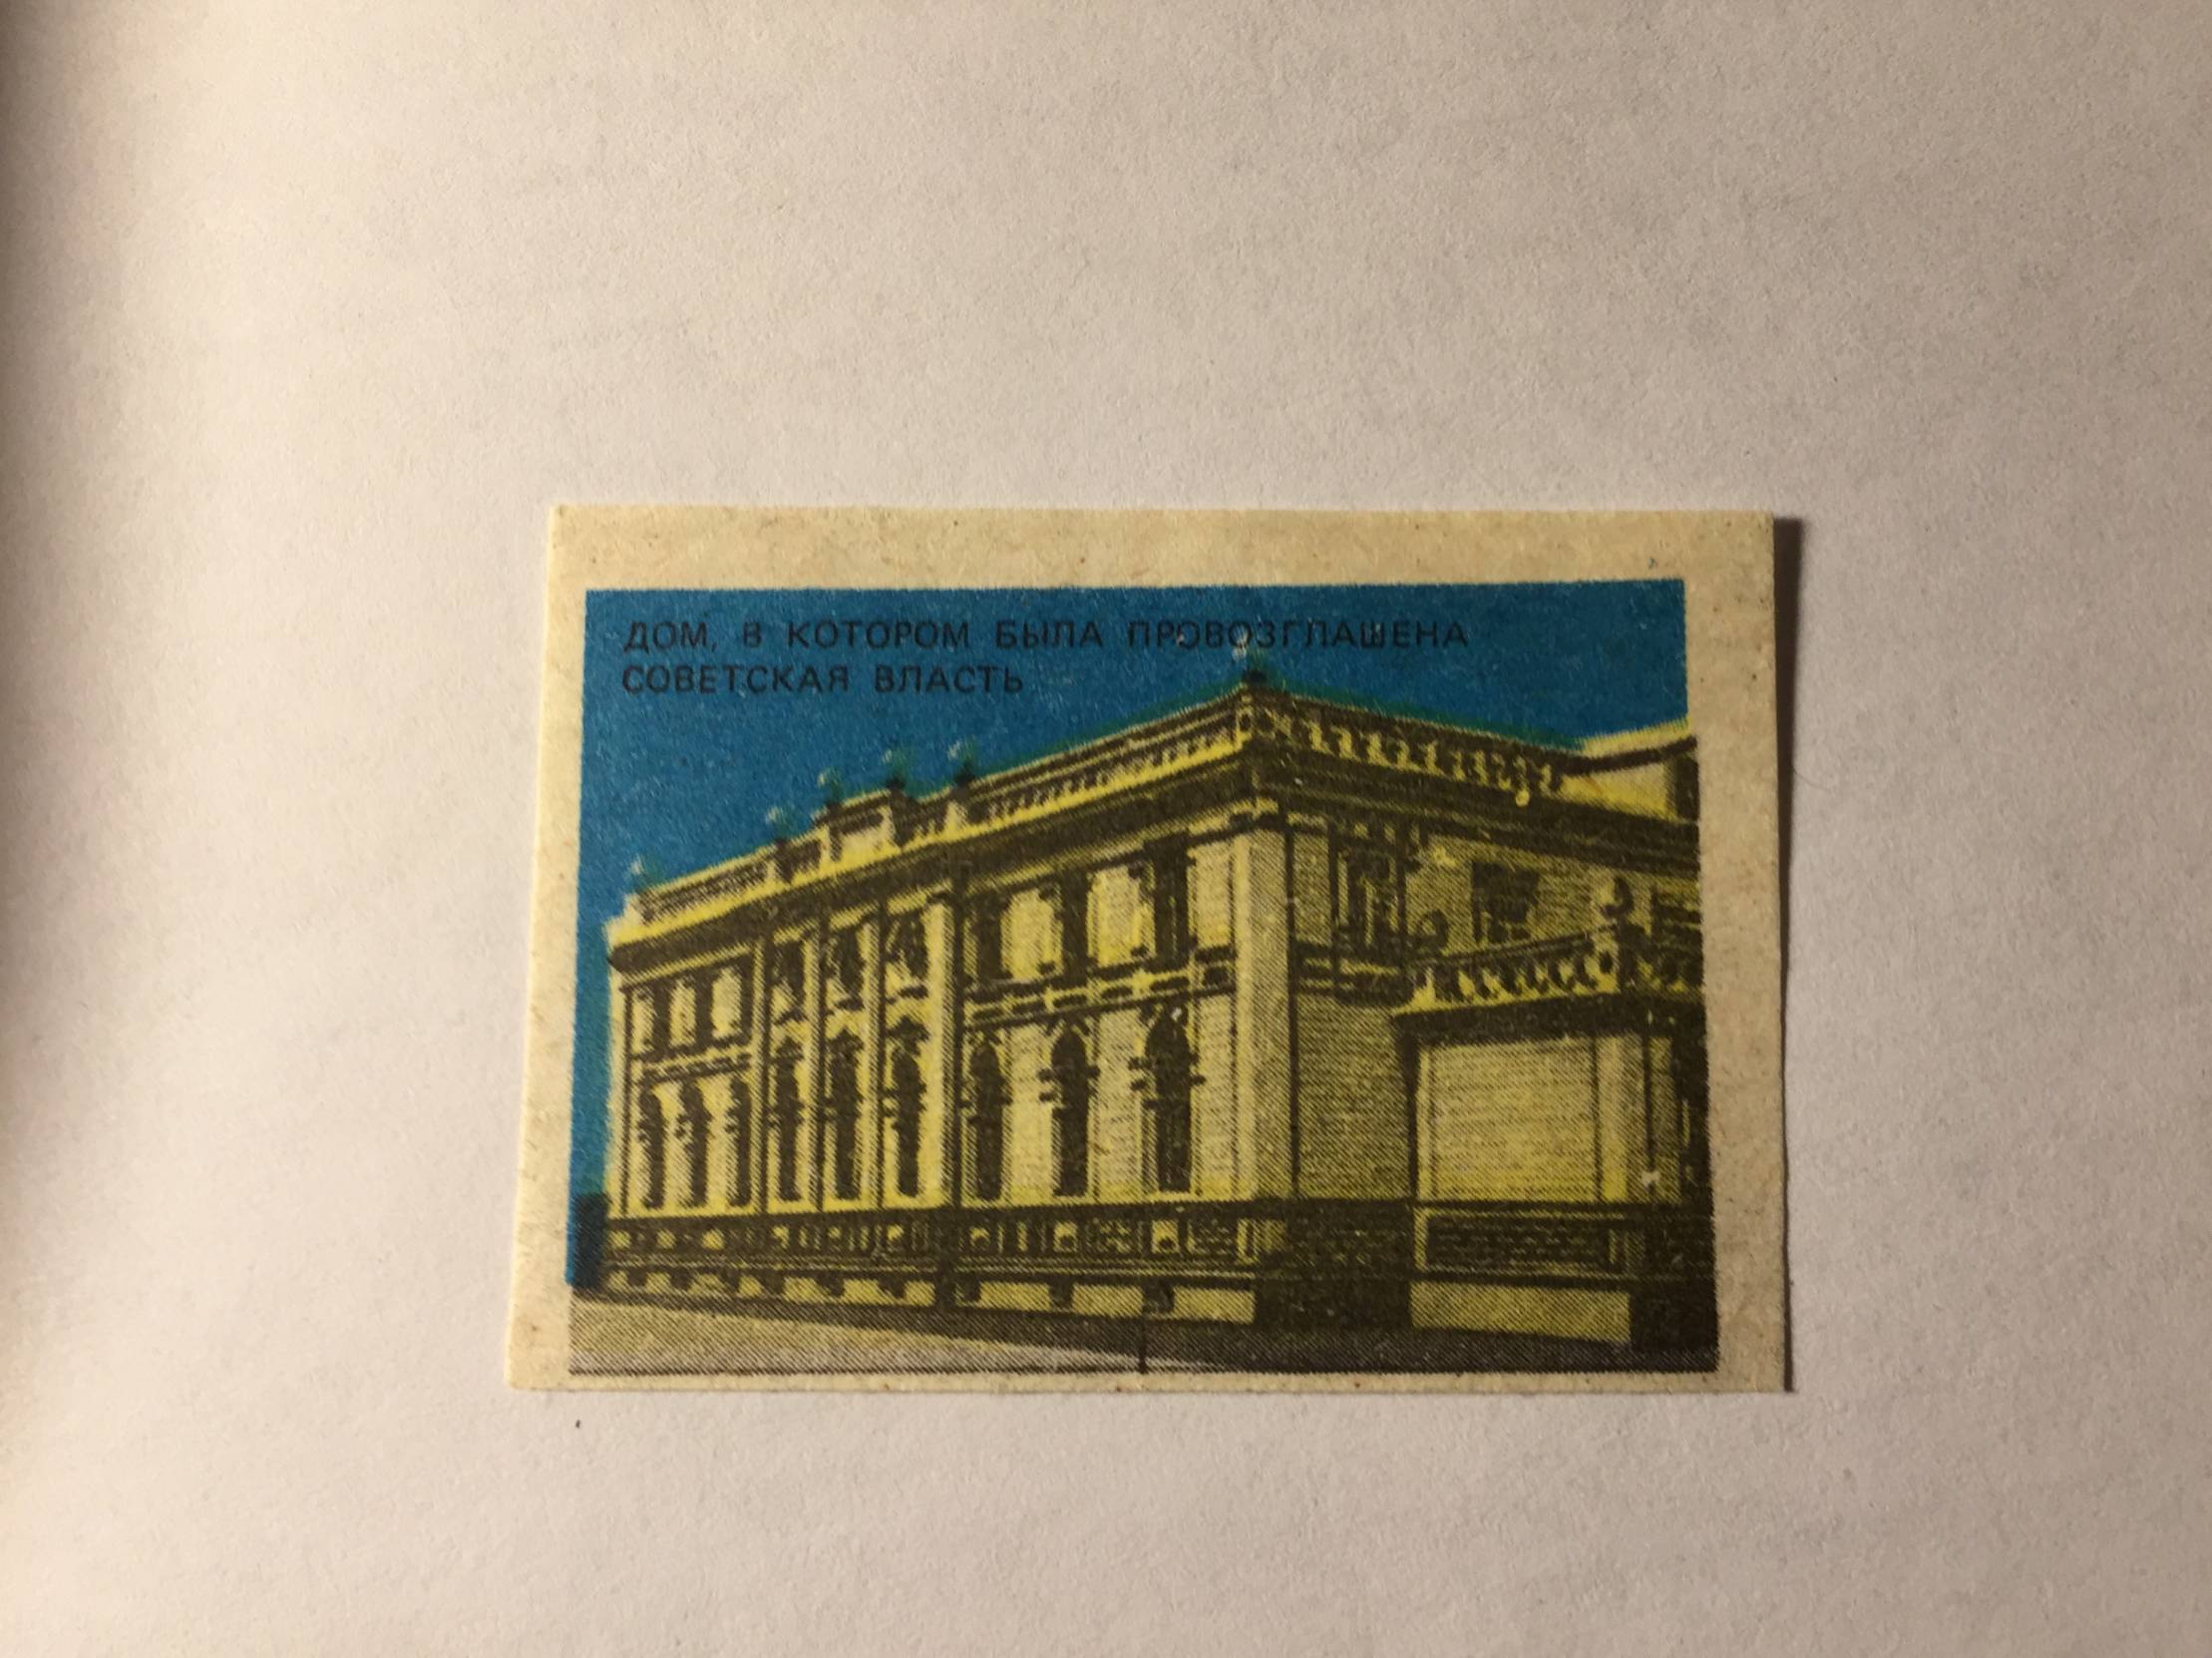 ДОМ, В КОТОРОМ БЫЛА ПРОВОЗГЛАШЕНА
СОВЕТСКАЯ ВЛАСТЬ